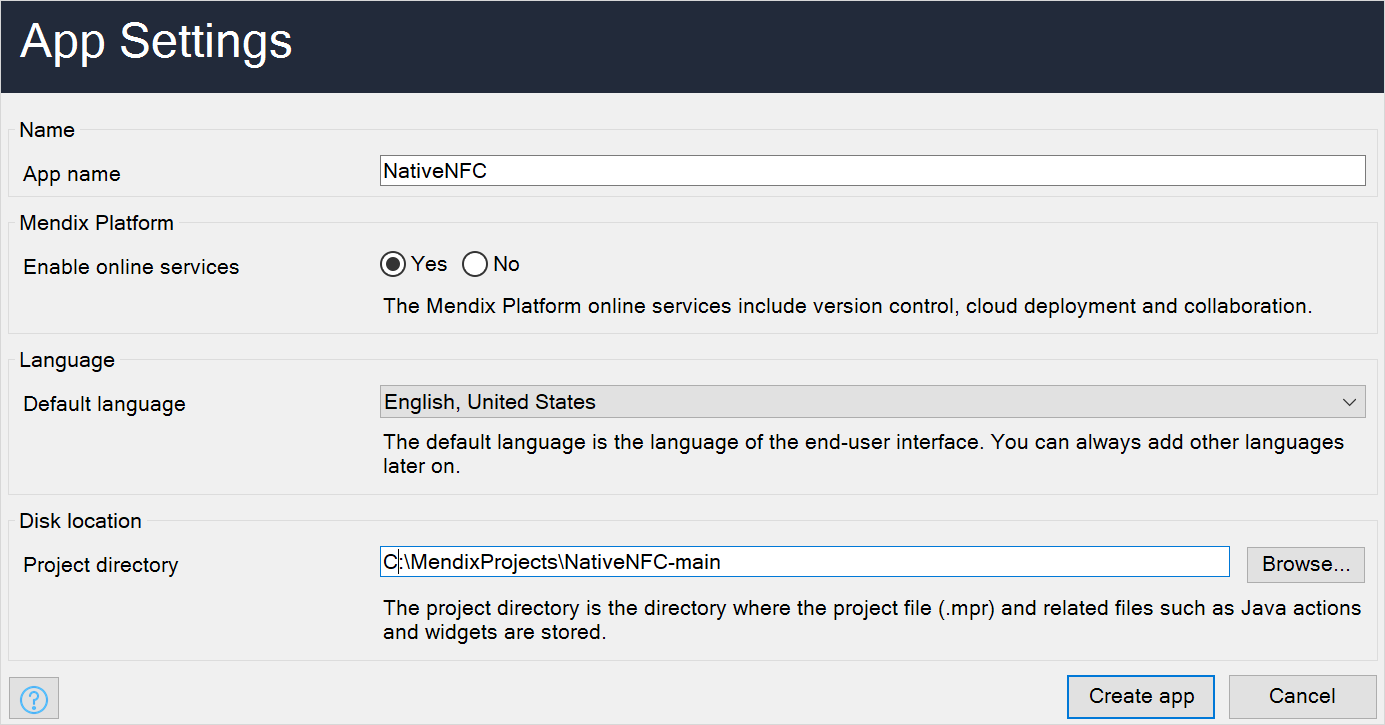 App Settings
Name
App name
NativeNFC
Mendix Platform
Enable online services
Yes
No
The Mendix Platform online services include version control, cloud deployment and collaboration.
Language
Default language
English, United States
The default language is the language of the end-user interface. You can always add other languages
later on.
Disk location
Project directory
C:\MendixProjects\NativeNFC-main
Browse...
The project directory is the directory where the project file (.mpr) and related files such as Java actions
and widgets are stored.
?
Create app
Cancel